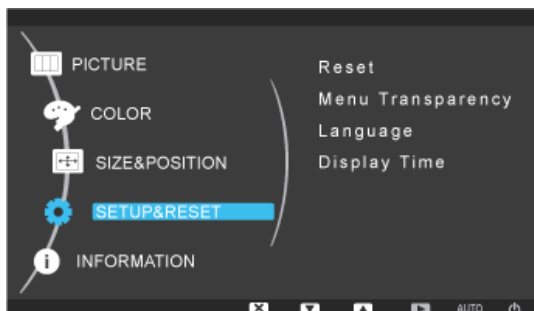 PICTURE
COLOR
SIZE&POSITION
SETUP&RESET
INFORMATION
Reset
Menu Transparency
Language
Display Time
AUTO